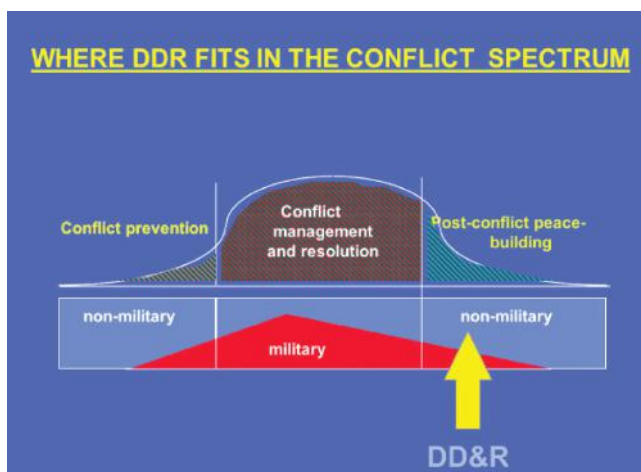 WHERE DDR FITS IN THE CONFLICT SPECTRUM
Conflict prevention
Conflict
management
and resolution
Post-conflict peace-
building
non-military
military
non-military
DD&R